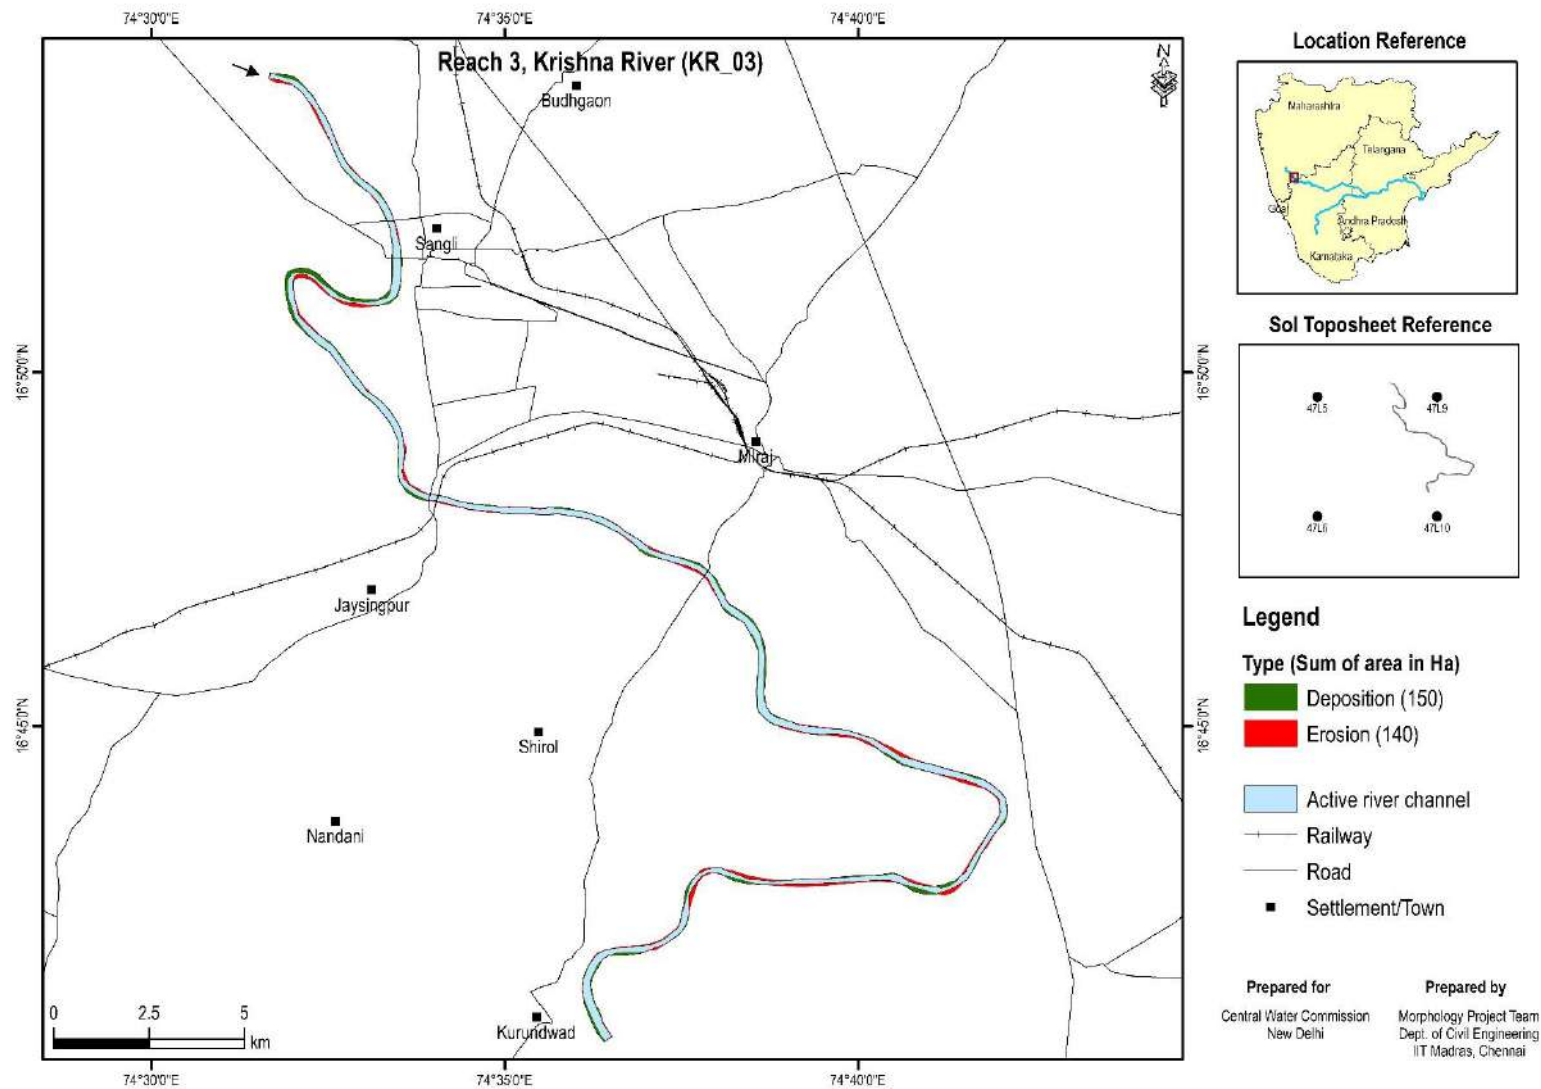 74°30'0"E
74°35'0"E
74°40'0"E
Reach 3, Krishna River (KR_03)
N
Budhgaon
Sangli
16°50'0"N
16°50'0"N
Miraj
Jaysingpur
16°45'0"N
16°45'0"N
Shirol
Nandani
Kurundwad
0
2.5
5
km
74°30'0"E
74°35'0"E
74°40'0"E
Location Reference
Maharashtra
Telangana
Goa
Andhra Pradesh
Karnataka
SoI Toposheet Reference
47L5
47L9
47L6
47L10
Legend
Type (Sum of area in Ha)
Deposition (150)
Erosion (140)
Active river channel
Railway
Road
Settlement/Town
Prepared for
Central Water Commission
New Delhi
Prepared by
Morphology Project Team
Dept. of Civil Engineering
IIT Madras, Chennai